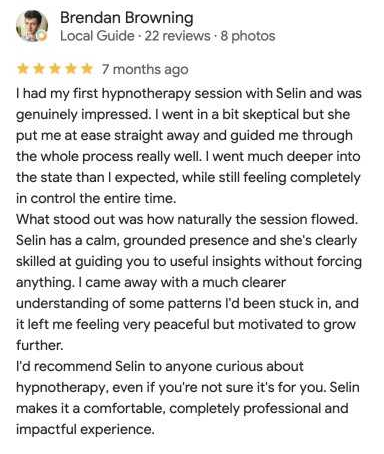 Brendan Browning
Local Guide · 22 reviews · 8 photos
7 months ago
I had my first hypnotherapy session with Selin and was
genuinely impressed. I went in a bit skeptical but she
put me at ease straight away and guided me through
the whole process really well. I went much deeper into
the state than I expected, while still feeling completely
in control the entire time.
What stood out was how naturally the session flowed.
Selin has a calm, grounded presence and she's clearly
skilled at guiding you to useful insights without forcing
anything. I came away with a much clearer
understanding of some patterns I'd been stuck in, and
it left me feeling very peaceful but motivated to grow
further.
I'd recommend Selin to anyone curious about
hypnotherapy, even if you're not sure it's for you. Selin
makes it a comfortable, completely professional and
impactful experience.